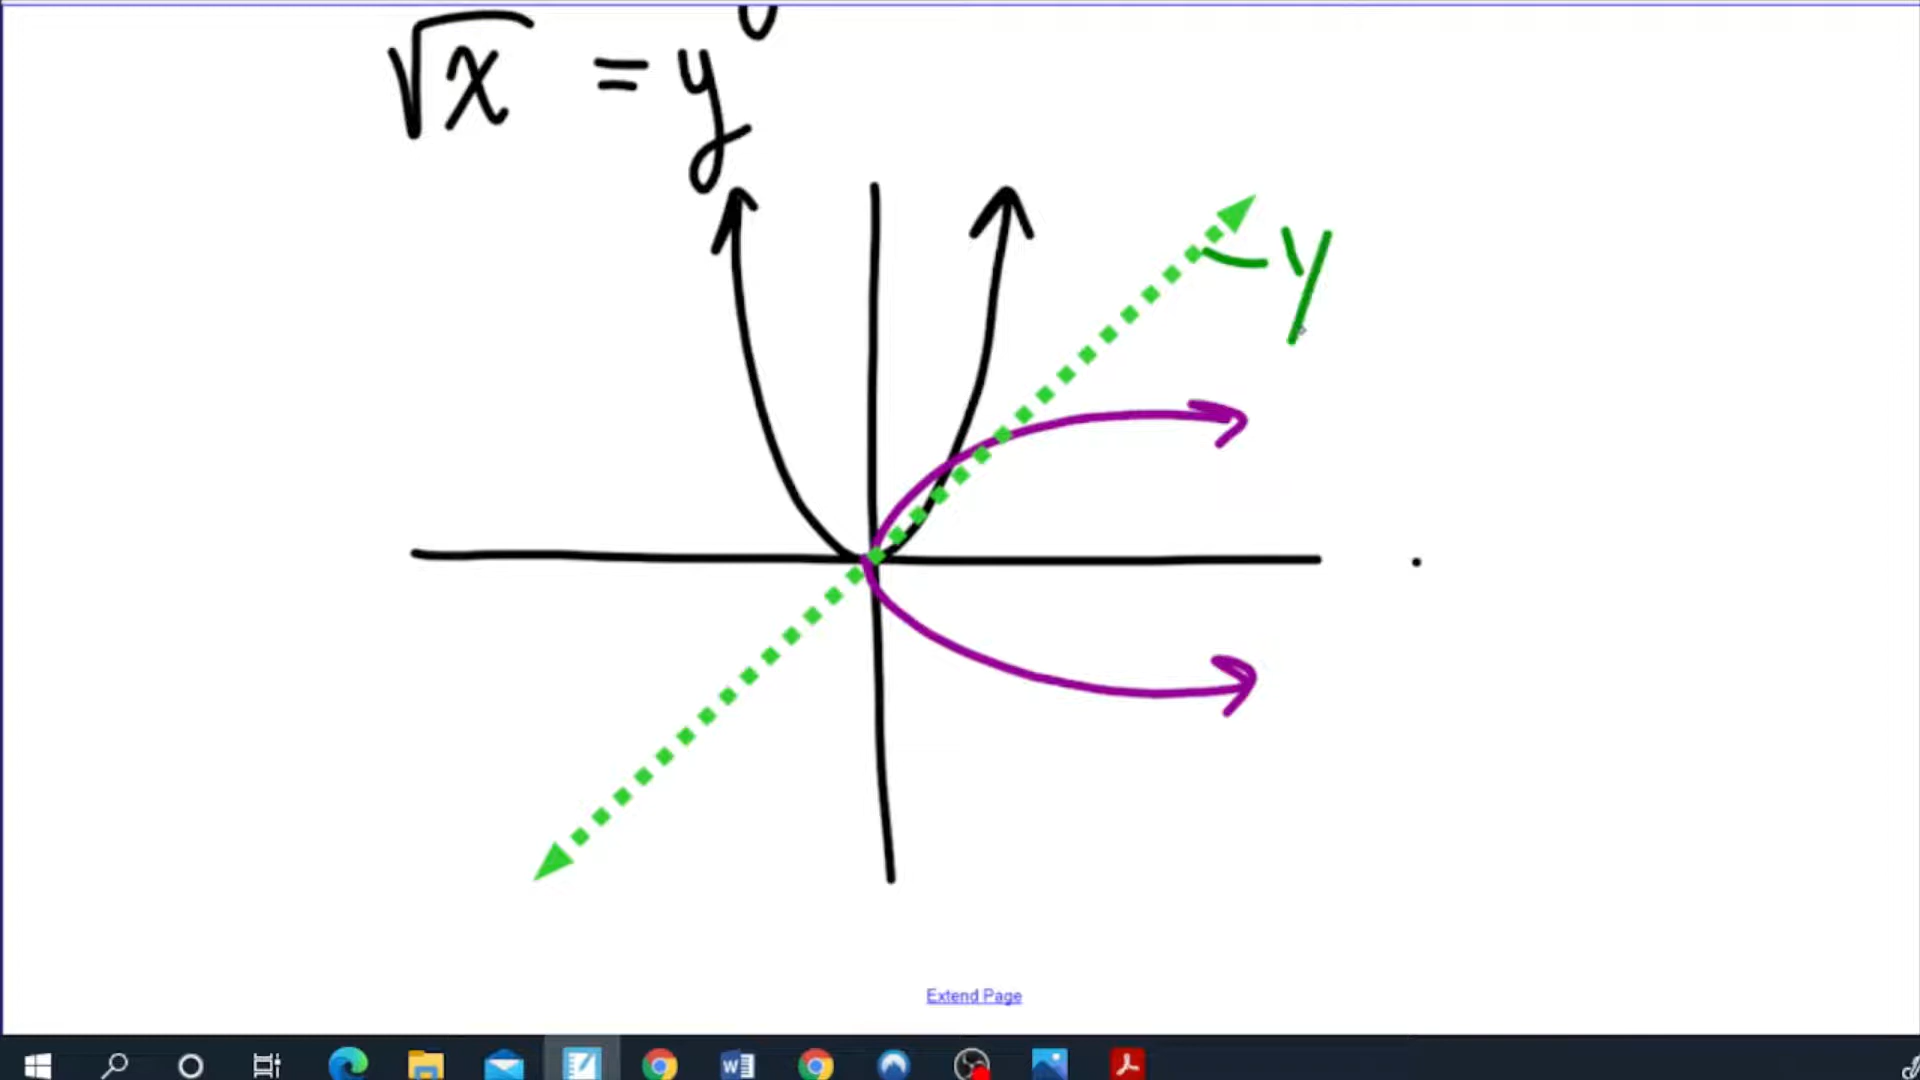 √x = y
y
Extend Page